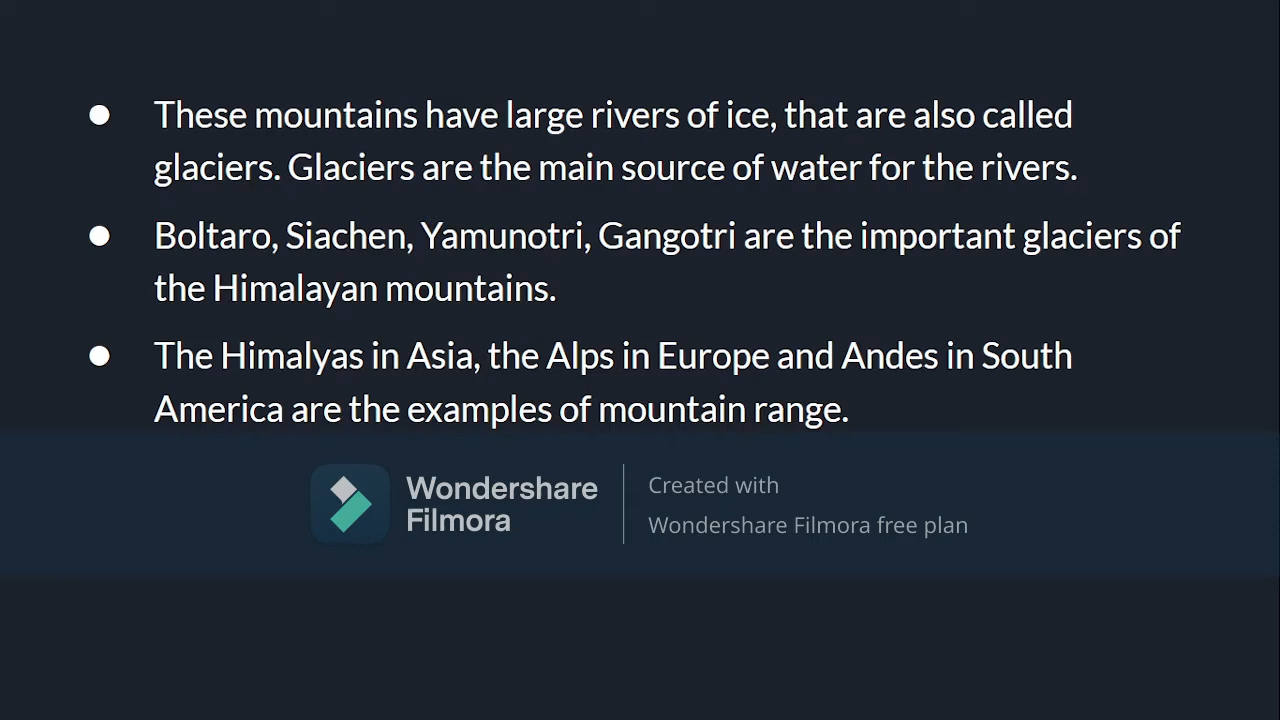 ● These mountains have large rivers of ice, that are also called
glaciers. Glaciers are the main source of water for the rivers.
● Boltaro, Siachen, Yamunotri, Gangotri are the important glaciers of
the Himalayan mountains.
● The Himalyas in Asia, the Alps in Europe and Andes in South
America are the examples of mountain range.
Wondershare
Filmora
Created with
Wondershare Filmora free plan